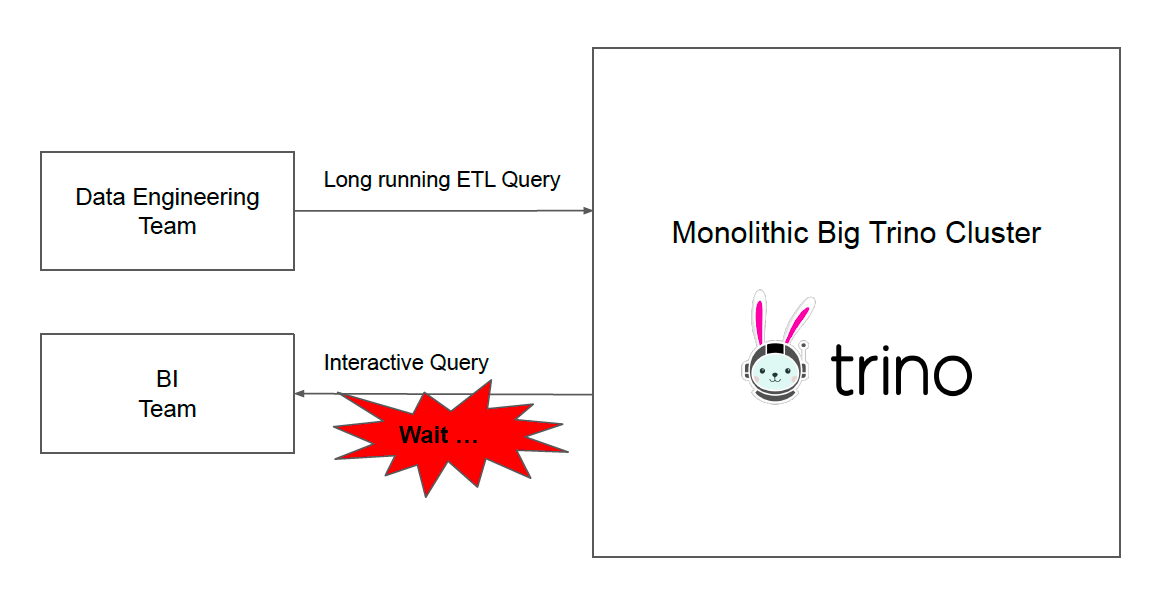 Data Engineering
Team
Long running ETL Query
Monolithic Big Trino Cluster
trino
BI
Team
Interactive Query
Wait ...